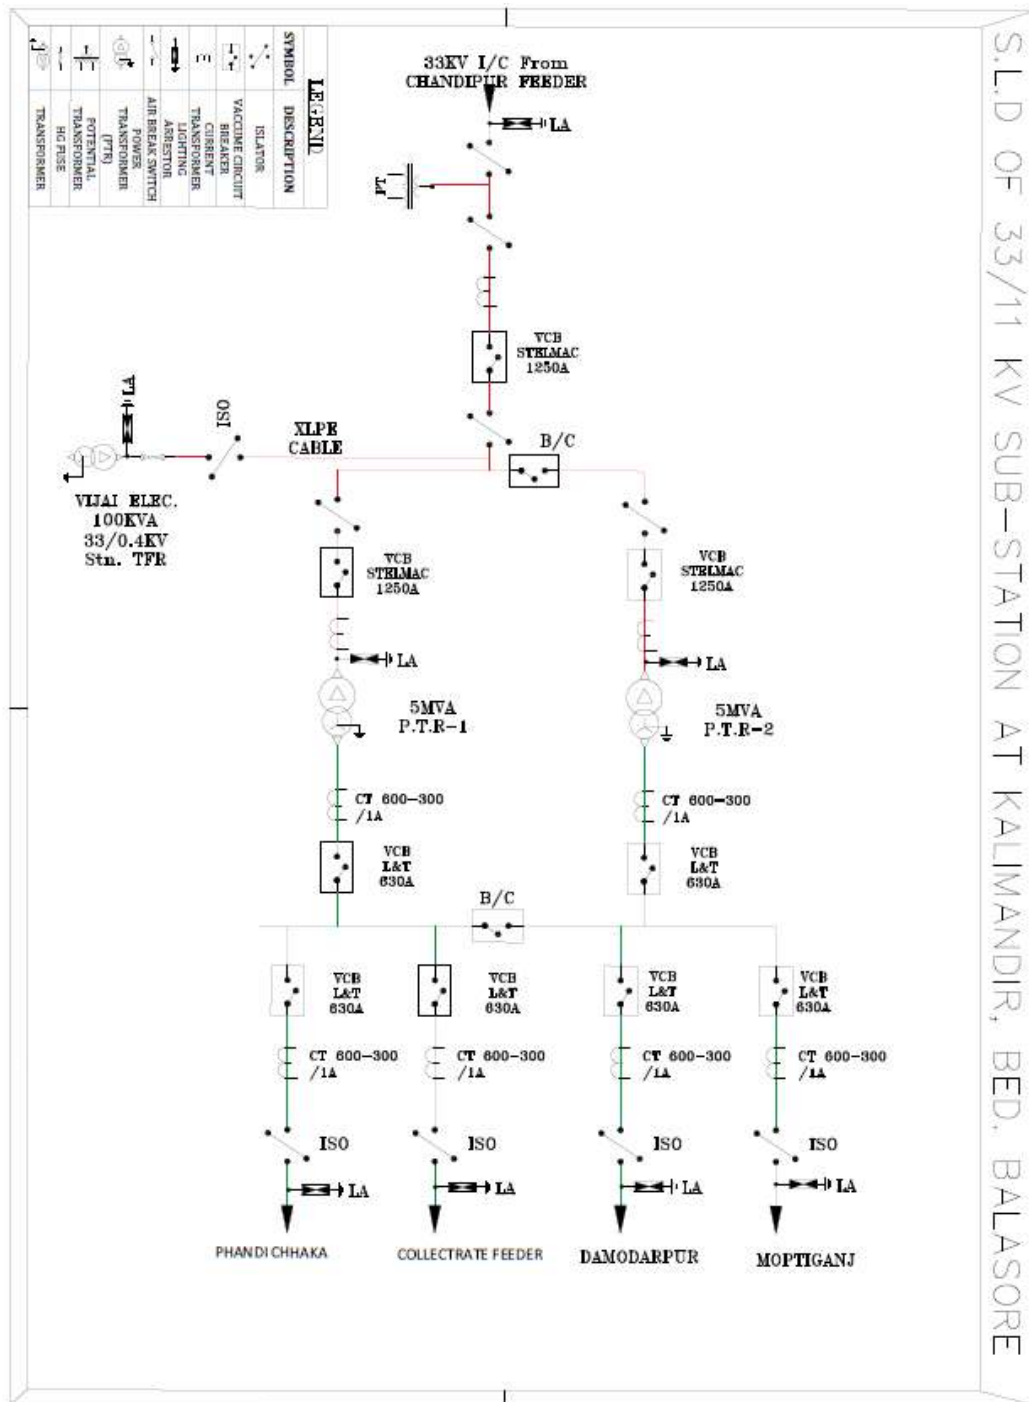 S.L.D OF 33/11 KV SUB-STATION AT KALIMANDIR, BED, BALASORE
LEGEND
SYMBOL DESCRIPTION
ISLATOR
VACCUME CIRCUIT
BREAKER
CURRENT
TRANSFORMER
LIGHTING
ARRESTOR
AIR BREAK SWITCH
POWER
TRANSFORMER
(PTR)
POTENTIAL
TRANSFORMER
HG FUSE
TRANSFORMER
33KV I/C From
CHANDIPUR FEEDER
LA
PT
VCB
STELMAC
1250A
B/C
XLPE
CABLE
ISO
LA
VIJAI ELEC.
100KVA
33/0.4KV
Stn. TFR
VCB
STELMAC
1250A
VCB
STELMAC
1250A
LA
LA
5MVA
P.T.R-1
5MVA
P.T.R-2
CT 600-300
/1A
CT 600-300
/1A
VCB
L&T
630A
VCB
L&T
630A
B/C
VCB
L&T
630A
VCB
L&T
630A
VCB
L&T
630A
VCB
L&T
630A
CT 600-300
/1A
CT 600-300
/1A
CT 600-300
/1A
CT 600-300
/1A
ISO
ISO
ISO
ISO
LA
LA
LA
LA
PHANDI CHHAKA
COLLECTRATE FEEDER
DAMODARPUR
MOPTIGANJ